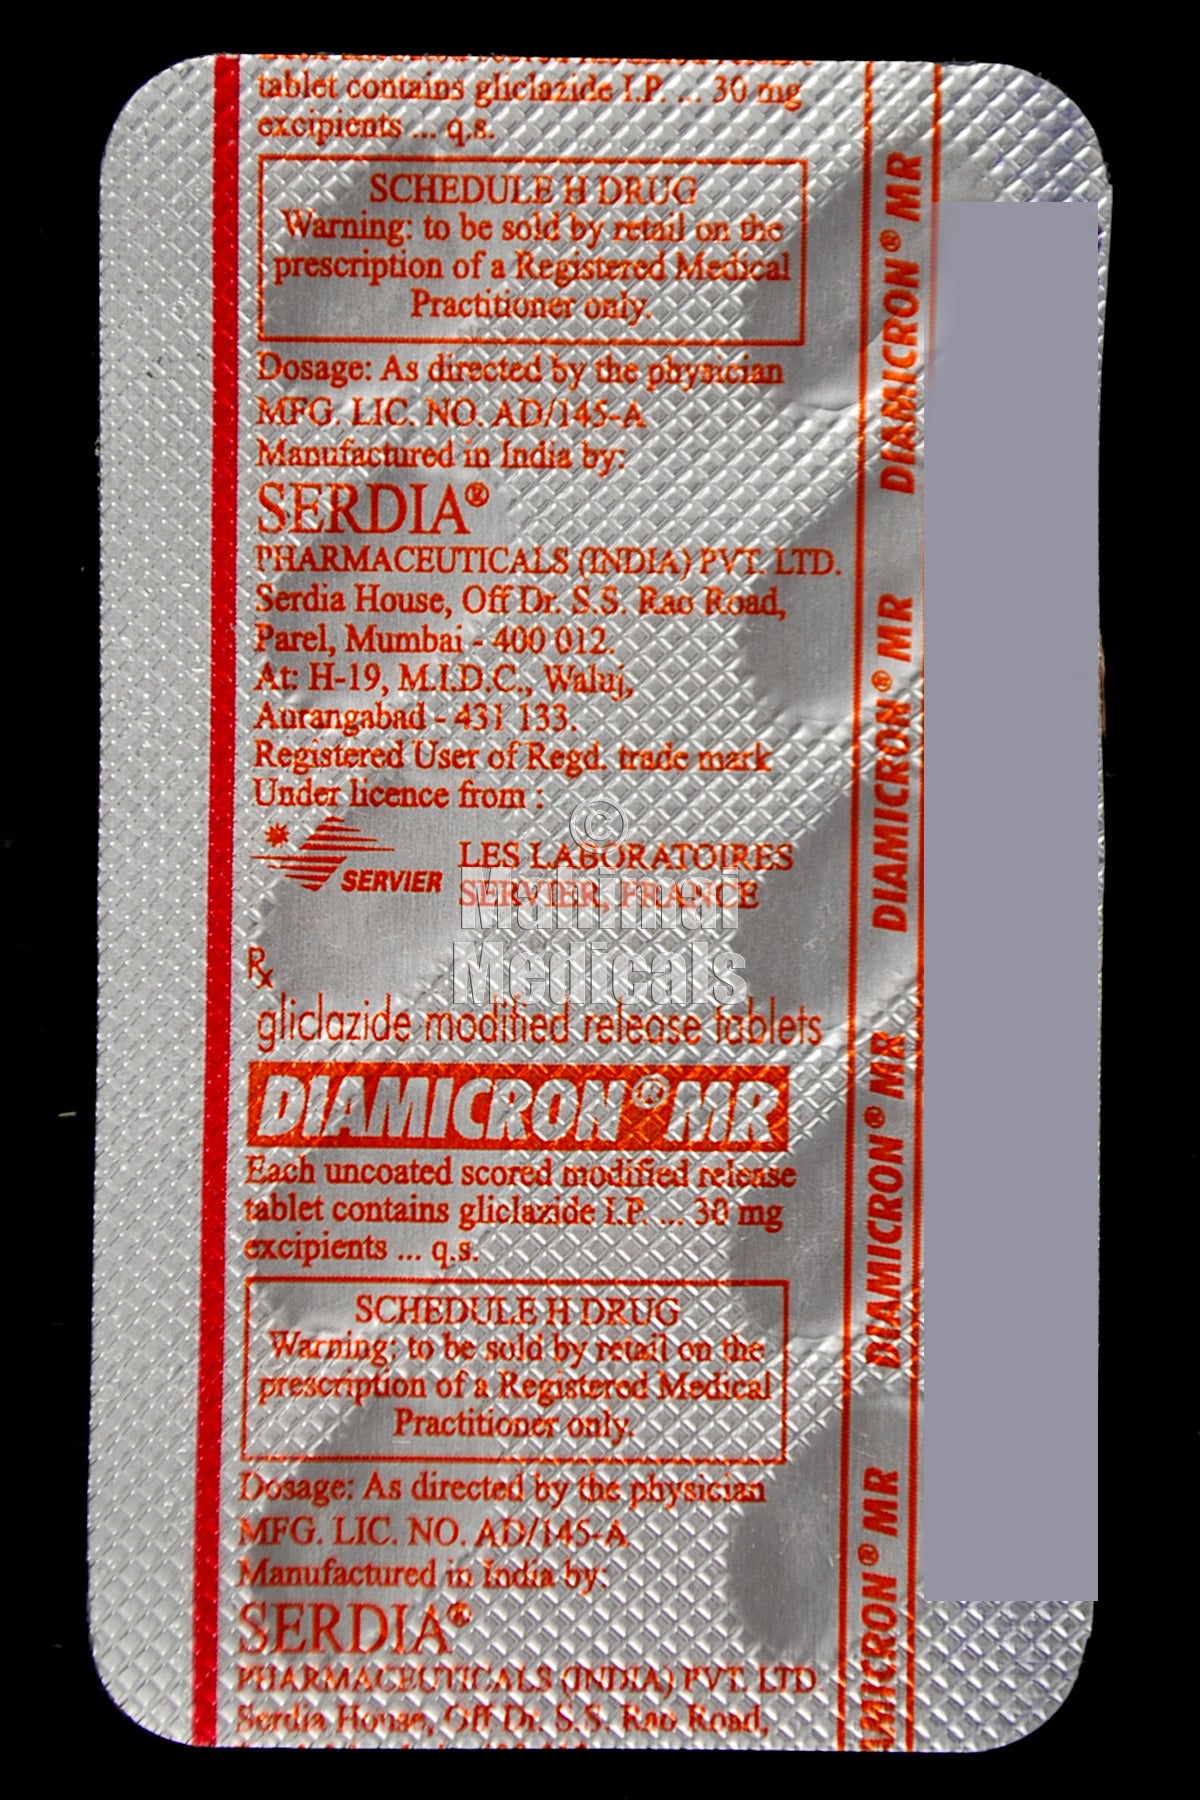 tablet contains gliclazide I.P. ... 30 mg
excipients ... q.s.
SCHEDULE H DRUG
Warning: to be sold by retail on the
prescription of a Registered Medical
Practitioner only.
Dosage: As directed by the physician
MFG. LIC. NO. AD/145-A
Manufactured in India by:
SERDIA®
PHARMACEUTICALS (INDIA) PVT. LTD.
Serdia House, Off Dr. S.S. Rao Road,
Parel, Mumbai - 400 012.
At: H-19, M.I.D.C., Waluj,
Aurangabad - 431 133.
Registered User of Regd. trade mark
Under licence from :
SERVIER
LES LABORATOIRES
SERVIER, FRANCE
©
Mahimai
Medicals
Rx
gliclazide modified release tablets
DIAMICRON® MR
Each uncoated scored modified release
tablet contains gliclazide I.P. ... 30 mg
excipients ... q.s.
SCHEDULE H DRUG
Warning: to be sold by retail on the
prescription of a Registered Medical
Practitioner only.
Dosage: As directed by the physician
MFG. LIC. NO. AD/145-A
Manufactured in India by:
SERDIA®
PHARMACEUTICALS (INDIA) PVT. LTD.
Serdia House, Off Dr. S.S. Rao Road,
DIAMICRON® MR
DIAMICRON® MR
DIAMICRON® MR
AMICRON® MR